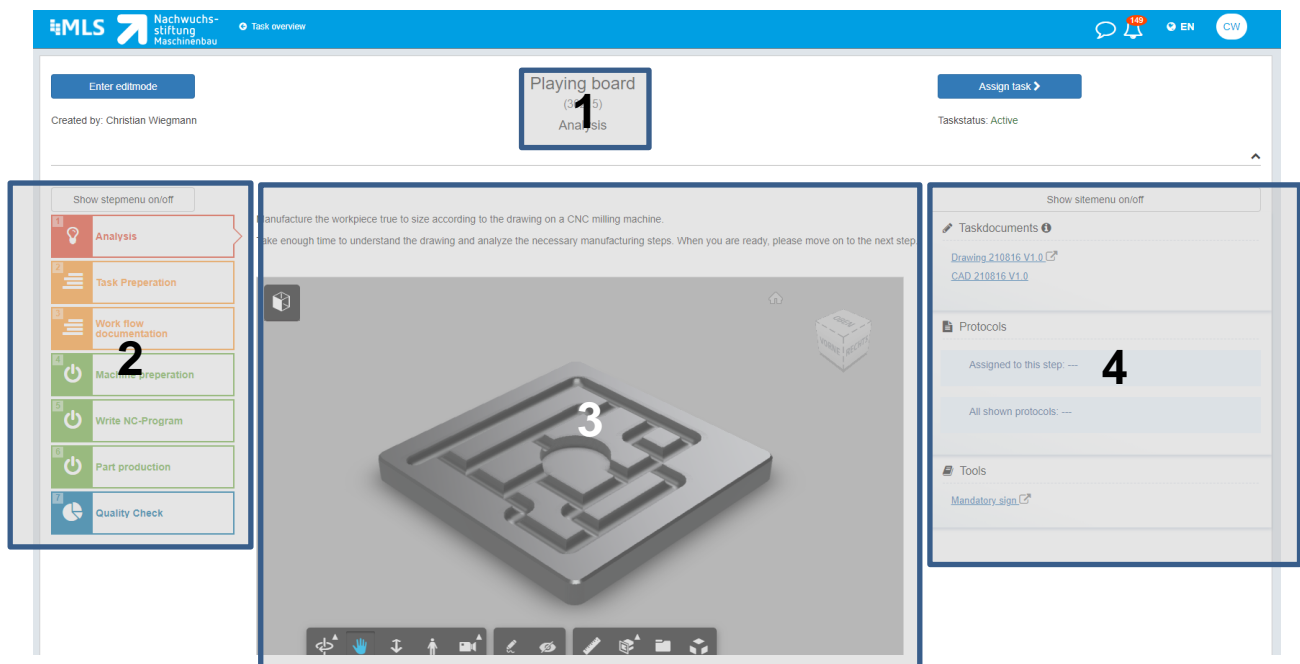 MLS
Nachwuchs-
stiftung
Maschinenbau
Task overview
149
EN
CW
Enter editmode
Playing board
1
Analysis
Assign task
Created by: Christian Wiegmann
Taskstatus: Active
Show stepmenu on/off
1
Analysis
2
Task Preperation
3
Work flow
documentation
2
4
Machine preperation
5
Write NC-Program
6
Part production
7
Quality Check
Manufacture the workpiece true to size according to the drawing on a CNC milling machine.
Take enough time to understand the drawing and analyze the necessary manufacturing steps. When you are ready, please move on to the next step.
OBEN
VORNE
RECHTS
3
Show sitemenu on/off
Taskdocuments
Drawing 210816 V1.0
CAD 210816 V1.0
Protocols
Assigned to this step: ---
4
All shown protocols: ---
Tools
Mandatory sign